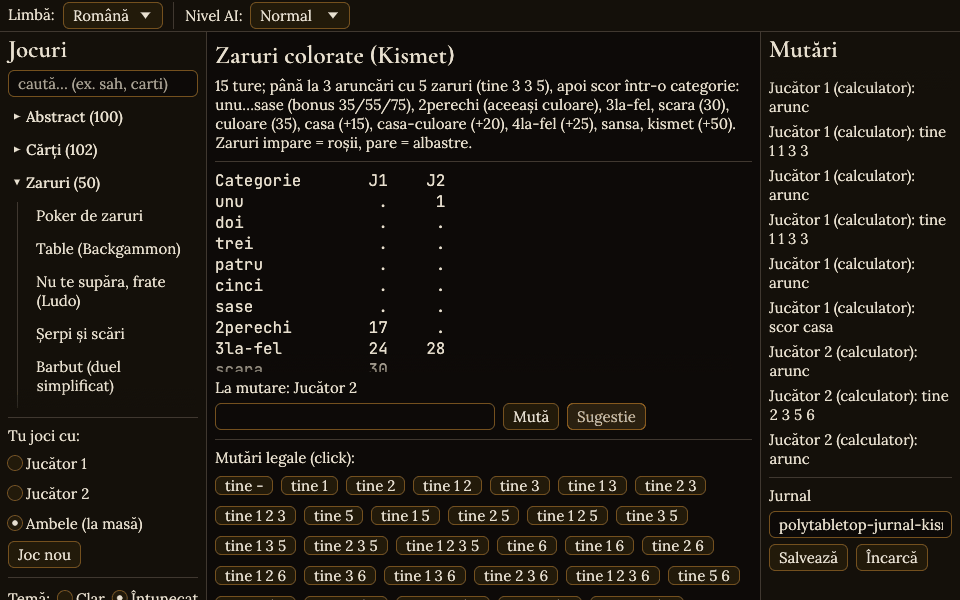 Limbă: Română Nivel AI: Normal
Jocuri
caută... (ex. sah, carti)
Abstract (100)
Cărți (102)
Zaruri (50)
Poker de zaruri
Table (Backgammon)
Nu te supăra, frate
(Ludo)
Șerpi și scări
Barbut (duel
simplificat)
Tu joci cu:
Jucător 1
Jucător 2
Ambele (la masă)
Joc nou
Temă: Clar Întunecat
Zaruri colorate (Kismet)
15 ture; până la 3 aruncări cu 5 zaruri (tine 3 3 5), apoi scor într-o categorie:
unu...sase (bonus 35/55/75), 2perechi (aceeași culoare), 3la-fel, scara (30),
culoare (35), casa (+15), casa-culoare (+20), 4la-fel (+25), sansa, kismet (+50).
Zaruri impare = roșii, pare = albastre.
Categorie J1 J2
unu . 1
doi . .
trei . .
patru . .
cinci . .
sase . .
2perechi 17 .
3la-fel 24 28
scara 30
La mutare: Jucător 2
Mută Sugestie
Mutări legale (click):
tine - tine 1 tine 2 tine 1 2 tine 3 tine 1 3 tine 2 3
tine 1 2 3 tine 5 tine 1 5 tine 2 5 tine 1 2 5 tine 3 5
tine 1 3 5 tine 2 3 5 tine 1 2 3 5 tine 6 tine 1 6 tine 2 6
tine 1 2 6 tine 3 6 tine 1 3 6 tine 2 3 6 tine 1 2 3 6 tine 5 6
Mutări
Jucător 1 (calculator):
arunc
Jucător 1 (calculator): tine
1 1 3 3
Jucător 1 (calculator):
arunc
Jucător 1 (calculator): tine
1 1 3 3
Jucător 1 (calculator):
arunc
Jucător 1 (calculator):
scor casa
Jucător 2 (calculator):
arunc
Jucător 2 (calculator): tine
2 3 5 6
Jucător 2 (calculator):
arunc
Jurnal
polytabletop-jurnal-kis
Salvează Încarcă